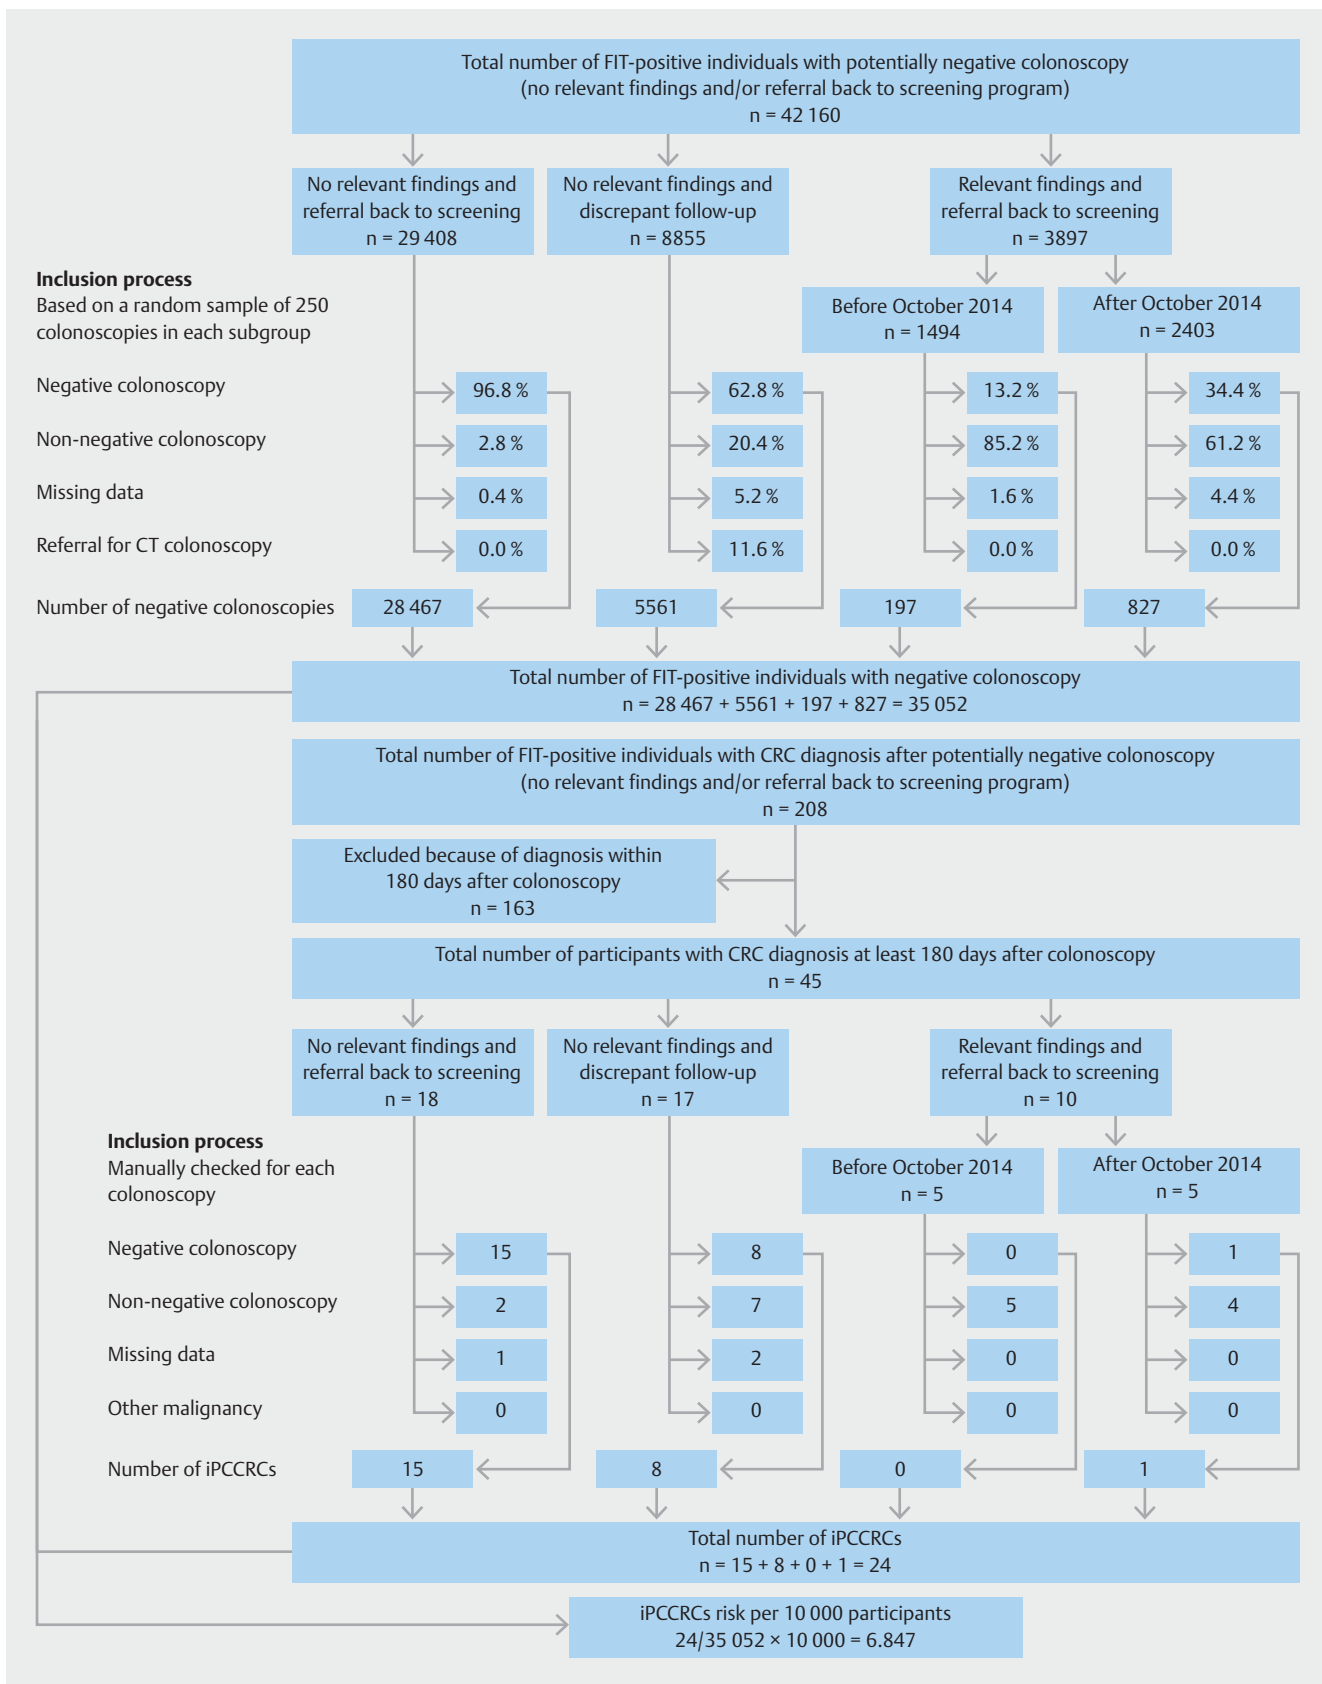 Total number of FIT-positive individuals with potentially negative colonoscopy
(no relevant findings and/or referral back to screening program)
n = 42 160
No relevant findings and
referral back to screening
n = 29 408
No relevant findings and
discrepant follow-up
n = 8855
Relevant findings and
referral back to screening
n = 3897
Inclusion process
Based on a random sample of 250
colonoscopies in each subgroup
Before October 2014
n = 1494
After October 2014
n = 2403
Negative colonoscopy
96.8 %
62.8 %
13.2 %
34.4 %
Non-negative colonoscopy
2.8 %
20.4 %
85.2 %
61.2 %
Missing data
0.4 %
5.2 %
1.6 %
4.4 %
Referral for CT colonoscopy
0.0 %
11.6 %
0.0 %
0.0 %
Number of negative colonoscopies
28 467
5561
197
827
Total number of FIT-positive individuals with negative colonoscopy
n = 28 467 + 5561 + 197 + 827 = 35 052
Total number of FIT-positive individuals with CRC diagnosis after potentially negative colonoscopy
(no relevant findings and/or referral back to screening program)
n = 208
Excluded because of diagnosis within
180 days after colonoscopy
n = 163
Total number of participants with CRC diagnosis at least 180 days after colonoscopy
n = 45
No relevant findings and
referral back to screening
n = 18
No relevant findings and
discrepant follow-up
n = 17
Relevant findings and
referral back to screening
n = 10
Inclusion process
Manually checked for each
colonoscopy
Before October 2014
n = 5
After October 2014
n = 5
Negative colonoscopy
15
8
0
1
Non-negative colonoscopy
2
7
5
4
Missing data
1
2
0
0
Other malignancy
0
0
0
0
Number of iPCCRCs
15
8
0
1
Total number of iPCCRCs
n = 15 + 8 + 0 + 1 = 24
iPCCRCs risk per 10 000 participants
24/35 052 × 10 000 = 6.847